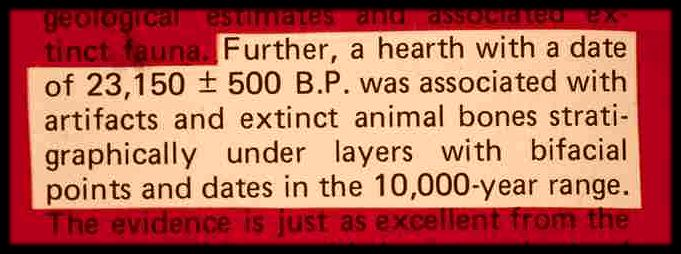 geological estimates and associated ex-
tinct fauna. Further, a hearth with a date
of 23,150 ± 500 B.P. was associated with
artifacts and extinct animal bones strati-
graphically under layers with bifacial
points and dates in the 10,000-year range.
The evidence is just as excellent from the